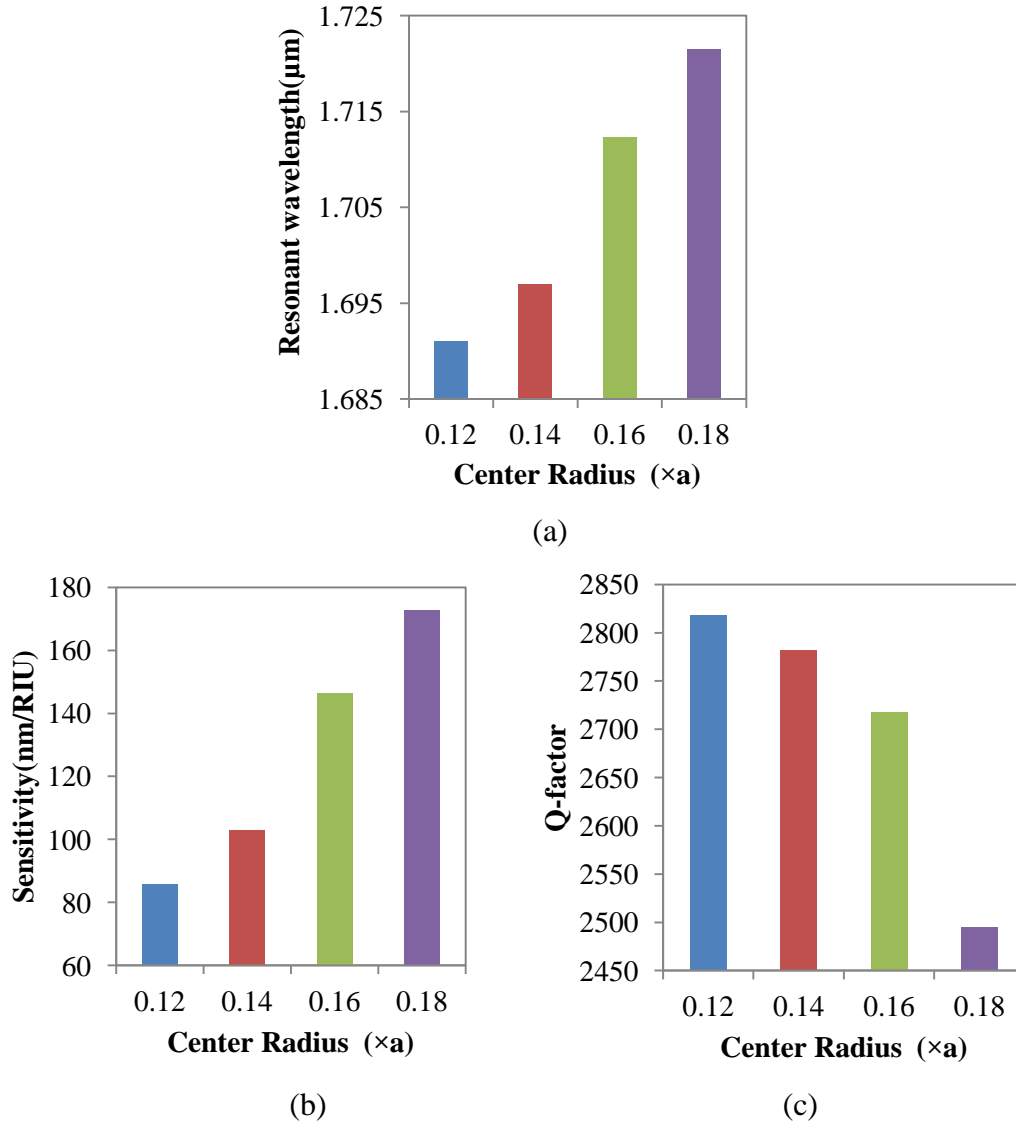 Resonant wavelength(µm)
1.725
1.715
1.705
1.695
1.685
0.12 0.14 0.16 0.18
Center Radius (×a)
(a)
Sensitivity(nm/RIU)
180
160
140
120
100
80
60
0.12 0.14 0.16 0.18
Center Radius (×a)
(b)
Q-factor
2850
2800
2750
2700
2650
2600
2550
2500
2450
0.12 0.14 0.16 0.18
Center Radius (×a)
(c)